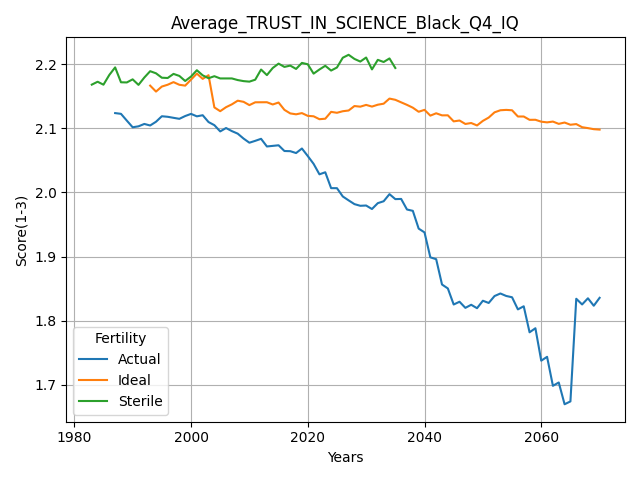 Average_TRUST_IN_SCIENCE_Black_Q4_IQ
Score(1-3)
2.2
2.1
2.0
1.9
1.8
1.7
Fertility
Actual
Ideal
Sterile
1980
2000
2020
2040
2060
Years